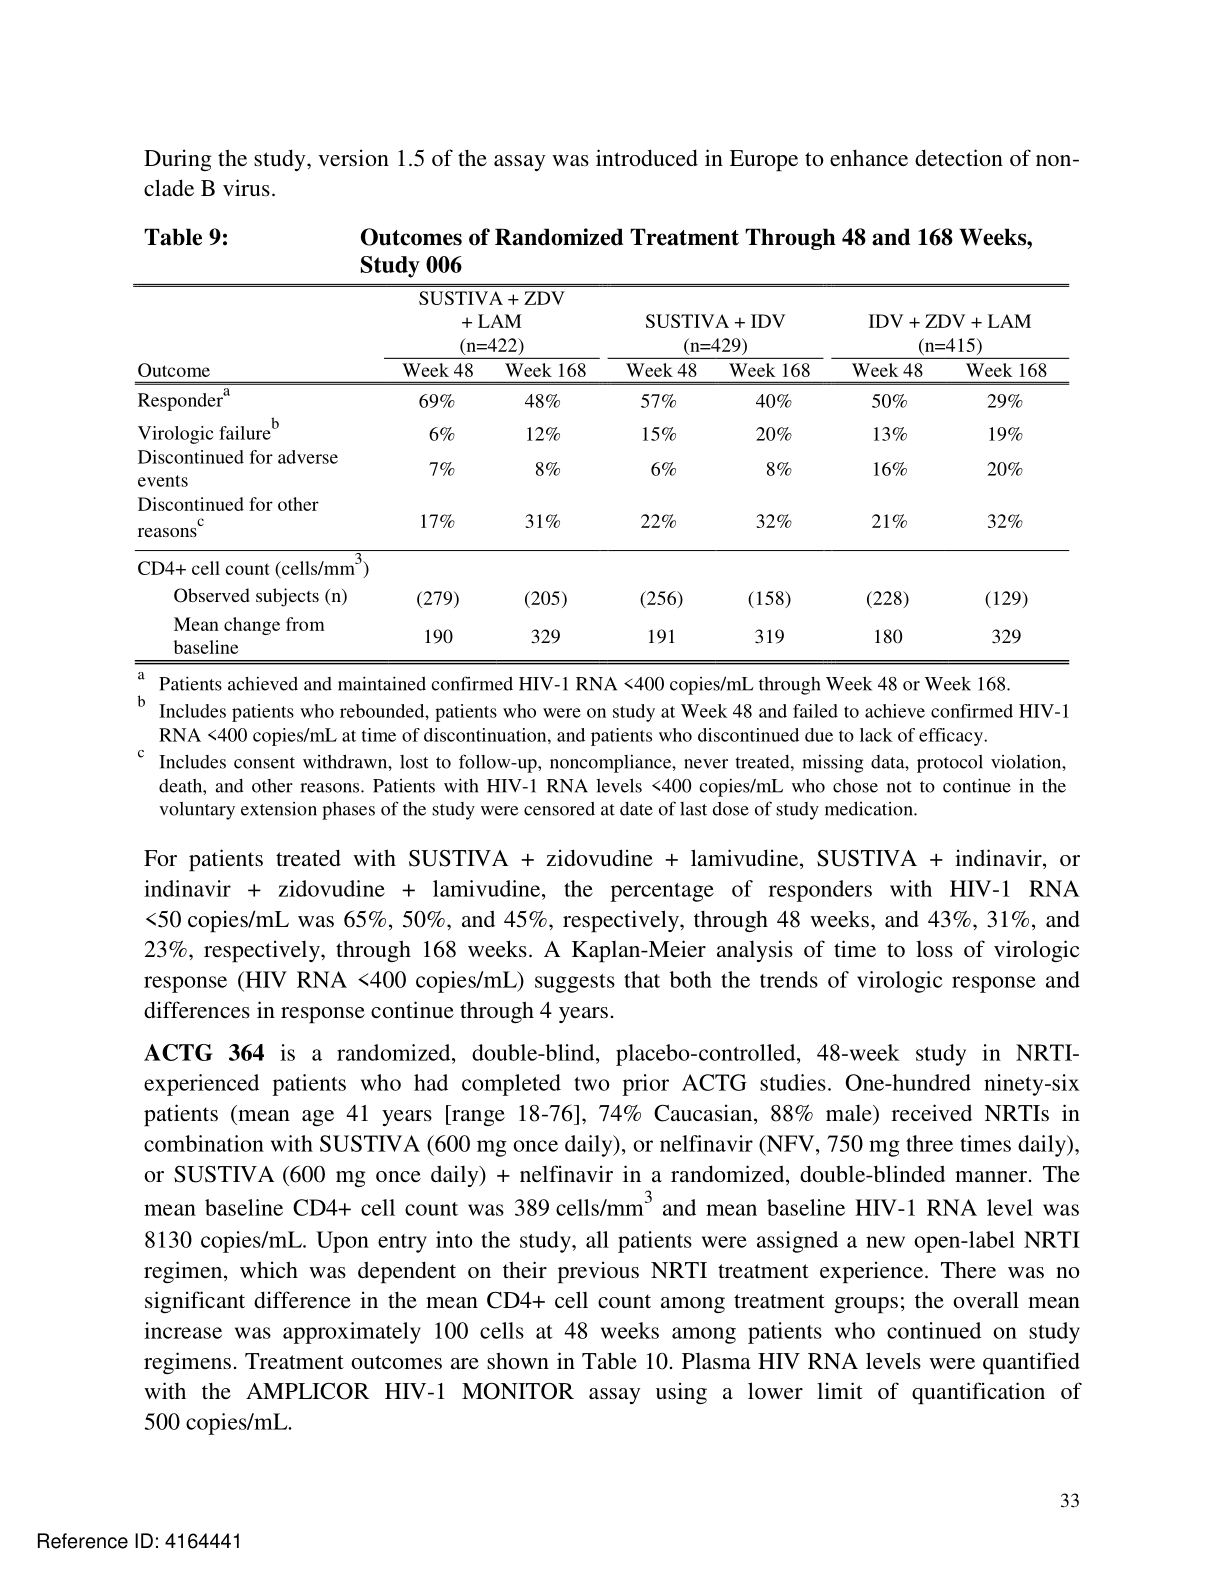 During the study, version 1.5 of the assay was introduced in Europe to enhance detection of non-
clade B virus.
Table 9: Outcomes of Randomized Treatment Through 48 and 168 Weeks,
Study 006
SUSTIVA + ZDV
+ LAM SUSTIVA + IDV IDV + ZDV + LAM
(n=422) (n=429) (n=415)
Outcome Week 48 Week 168 Week 48 Week 168 Week 48 Week 168
Responder^a 69% 48% 57% 40% 50% 29%
Virologic failure^b 6% 12% 15% 20% 13% 19%
Discontinued for adverse
events 7% 8% 6% 8% 16% 20%
Discontinued for other
reasons^c 17% 31% 22% 32% 21% 32%
CD4+ cell count (cells/mm^3)
Observed subjects (n) (279) (205) (256) (158) (228) (129)
Mean change from
baseline 190 329 191 319 180 329
a Patients achieved and maintained confirmed HIV-1 RNA <400 copies/mL through Week 48 or Week 168.
b Includes patients who rebounded, patients who were on study at Week 48 and failed to achieve confirmed HIV-1
RNA <400 copies/mL at time of discontinuation, and patients who discontinued due to lack of efficacy.
c Includes consent withdrawn, lost to follow-up, noncompliance, never treated, missing data, protocol violation,
death, and other reasons. Patients with HIV-1 RNA levels <400 copies/mL who chose not to continue in the
voluntary extension phases of the study were censored at date of last dose of study medication.
For patients treated with SUSTIVA + zidovudine + lamivudine, SUSTIVA + indinavir, or
indinavir + zidovudine + lamivudine, the percentage of responders with HIV-1 RNA
<50 copies/mL was 65%, 50%, and 45%, respectively, through 48 weeks, and 43%, 31%, and
23%, respectively, through 168 weeks. A Kaplan-Meier analysis of time to loss of virologic
response (HIV RNA <400 copies/mL) suggests that both the trends of virologic response and
differences in response continue through 4 years.
ACTG 364 is a randomized, double-blind, placebo-controlled, 48-week study in NRTI-
experienced patients who had completed two prior ACTG studies. One-hundred ninety-six
patients (mean age 41 years [range 18-76], 74% Caucasian, 88% male) received NRTIs in
combination with SUSTIVA (600 mg once daily), or nelfinavir (NFV, 750 mg three times daily),
or SUSTIVA (600 mg once daily) + nelfinavir in a randomized, double-blinded manner. The
mean baseline CD4+ cell count was 389 cells/mm^3 and mean baseline HIV-1 RNA level was
8130 copies/mL. Upon entry into the study, all patients were assigned a new open-label NRTI
regimen, which was dependent on their previous NRTI treatment experience. There was no
significant difference in the mean CD4+ cell count among treatment groups; the overall mean
increase was approximately 100 cells at 48 weeks among patients who continued on study
regimens. Treatment outcomes are shown in Table 10. Plasma HIV RNA levels were quantified
with the AMPLICOR HIV-1 MONITOR assay using a lower limit of quantification of
500 copies/mL.
33
Reference ID: 4164441